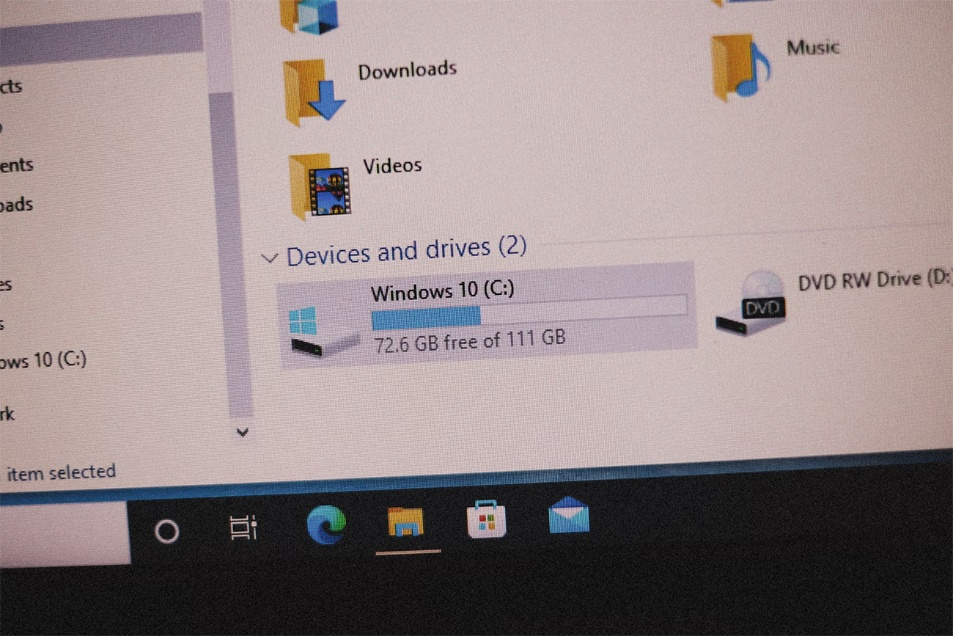 Downloads
Music
Videos
Devices and drives (2)
Windows 10 (C:)
72.6 GB free of 111 GB
DVD RW Drive (D:
DVD
cts
ents
oads
es
s
ows 10 (C:)
rk
item selected